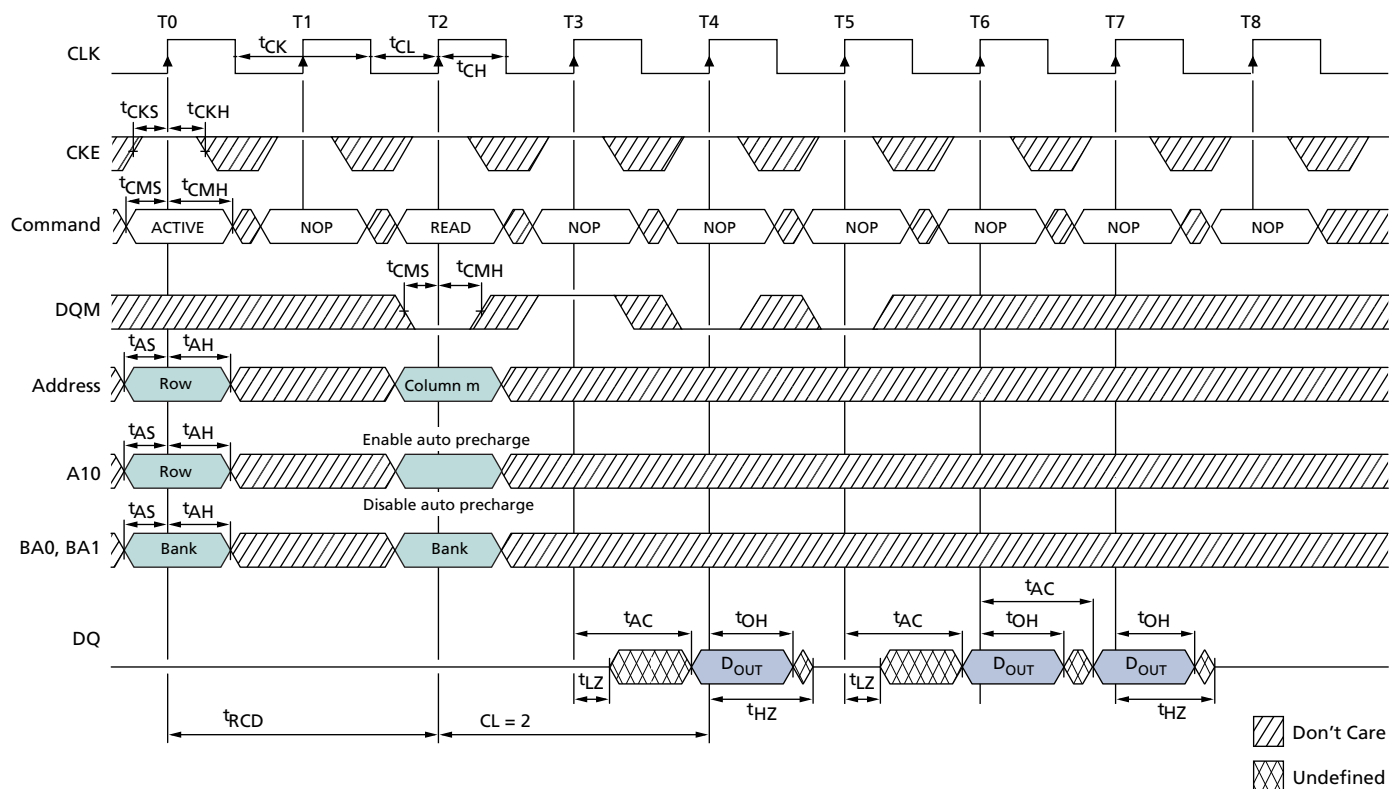 T0 T1 T2 T3 T4 T5 T6 T7 T8
CLK
tCK tCL
tCH
tCKS tCKH
CKE
tCMS tCMH
Command ACTIVE NOP READ NOP NOP NOP NOP NOP NOP
tCMS tCMH
DQM
tAS tAH
Address Row Column m
tAS tAH Enable auto precharge
A10 Row
Disable auto precharge
tAS tAH
BA0, BA1 Bank Bank
tAC
tAC tOH tAC tOH tOH
DQ
DOUT DOUT DOUT
tLZ tHZ tLZ tHZ
tRCD CL = 2
Don't Care
Undefined